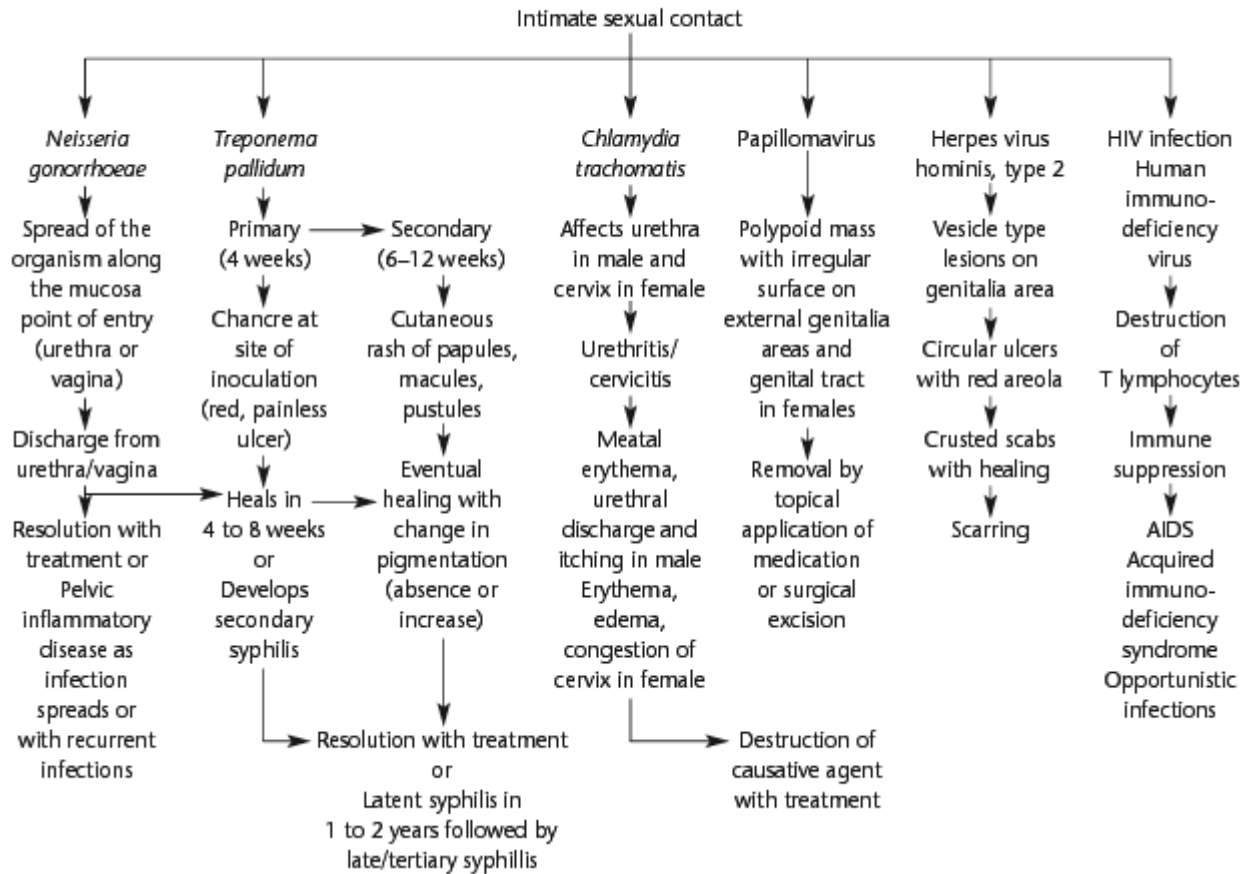 Intimate sexual contact
Neisseria
gonorrhoeae
Spread of the
organism along
the mucosa
point of entry
(urethra or
vagina)
Discharge from
urethra/vagina
Resolution with
treatment or
Pelvic
inflammatory
disease as
infection
spreads or
with recurrent
infections
Treponema
pallidum
Primary
(4 weeks)
Chancre at
site of
inoculation
(red, painless
ulcer)
Heals in
4 to 8 weeks
or
Develops
secondary
syphilis
Secondary
(6–12 weeks)
Cutaneous
rash of papules,
macules,
pustules
Eventual
healing with
change in
pigmentation
(absence or
increase)
Resolution with treatment
or
Latent syphilis in
1 to 2 years followed by
late/tertiary syphillis
Chlamydia
trachomatis
Affects urethra
in male and
cervix in female
Urethritis/
cervicitis
Meatal
erythema,
urethral
discharge and
itching in male
Erythema,
edema,
congestion of
cervix in female
Destruction of
causative agent
with treatment
Papillomavirus
Polypoid mass
with irregular
surface on
external genitalia
areas and
genital tract
in females
Removal by
topical
application of
medication
or surgical
excision
Herpes virus
hominis, type 2
Vesicle type
lesions on
genitalia area
Circular ulcers
with red areola
Crusted scabs
with healing
Scarring
HIV infection
Human
immuno-
deficiency
virus
Destruction
of
T lymphocytes
Immune
suppression
AIDS
Acquired
immuno-
deficiency
syndrome
Opportunistic
infections